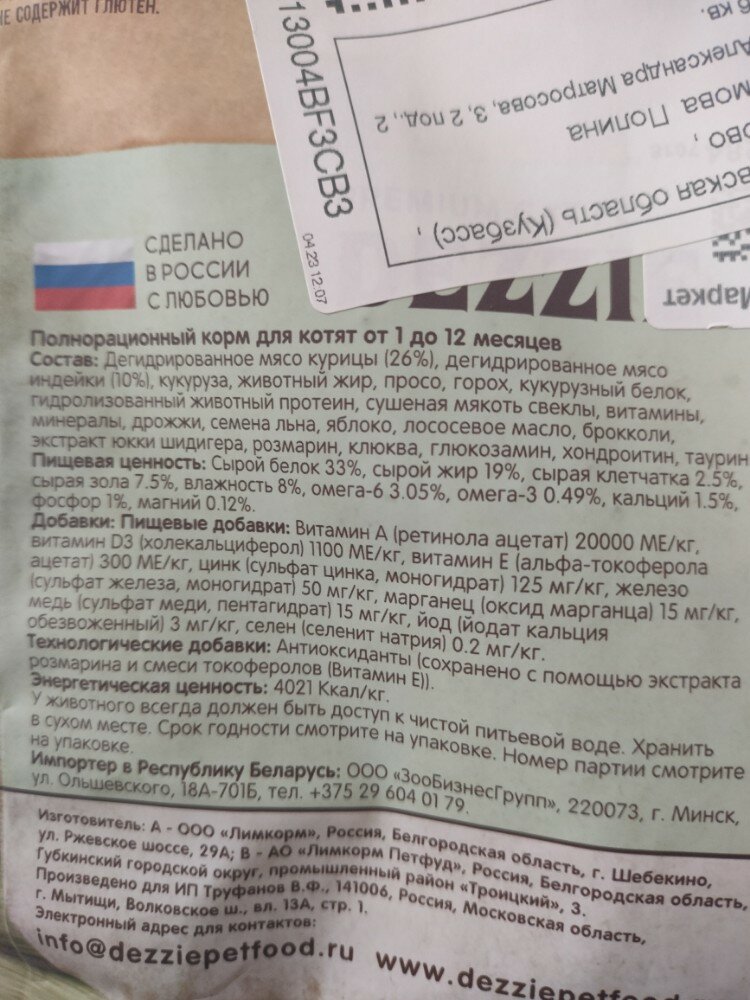 НЕ СОДЕРЖИТ ГЛЮТЕН.
13004BF3CB3
04 23 12.07
6 кв.
Александра Матросова, 3, 2 под., 2
мова Полина
ово,
вская область (Кузбасс),
Маркет
СДЕЛАНО
В РОССИИ
С ЛЮБОВЬЮ
DEZZI
Полнорационный корм для котят от 1 до 12 месяцев
Состав: Дегидрированное мясо курицы (26%), дегидрированное мясо
индейки (10%), кукуруза, животный жир, просо, горох, кукурузный белок,
гидролизованный животный протеин, сушеная мякоть свеклы, витамины,
минералы, дрожжи, семена льна, яблоко, лососевое масло, брокколи,
экстракт юкки шидигера, розмарин, клюква, глюкозамин, хондроитин, таурин
Пищевая ценность: Сырой белок 33%, сырой жир 19%, сырая клетчатка 2.5%,
сырая зола 7.5%, влажность 8%, омега-6 3.05%, омега-3 0.49%, кальций 1.5%,
фосфор 1%, магний 0.12%.
Добавки: Пищевые добавки: Витамин А (ретинола ацетат) 20000 МЕ/кг,
витамин D3 (холекальциферол) 1100 МЕ/кг, витамин Е (альфа-токоферола
ацетат) 300 МЕ/кг, цинк (сульфат цинка, моногидрат) 125 мг/кг, железо
(сульфат железа, моногидрат) 50 мг/кг, марганец (оксид марганца) 15 мг/кг,
медь (сульфат меди, пентагидрат) 15 мг/кг, йод (йодат кальция
обезвоженный) 3 мг/кг, селен (селенит натрия) 0.2 мг/кг.
Технологические добавки: Антиоксиданты (сохранено с помощью экстракта
розмарина и смеси токоферолов (Витамин Е)).
Энергетическая ценность: 4021 Ккал/кг.
У животного всегда должен быть доступ к чистой питьевой воде. Хранить
в сухом месте. Срок годности смотрите на упаковке. Номер партии смотрите
на упаковке.
Импортер в Республику Беларусь: ООО «ЗооБизнесГрупп», 220073, г. Минск,
ул. Ольшевского, 18А-701Б, тел. +375 29 604 01 79.
Изготовитель: А - ООО «Лимкорм», Россия, Белгородская область, г. Шебекино,
ул. Ржевское шоссе, 29А; В - АО «Лимкорм Петфуд», Россия, Белгородская область,
Губкинский городской округ, промышленный район «Троицкий», 3.
Произведено для ИП Труфанов В.Ф., 141006, Россия, Московская область,
г. Мытищи, Волковское ш., вл. 13А, стр. 1.
Электронный адрес для контактов:
info@dezziepetfood.ru www.dezziepetfood